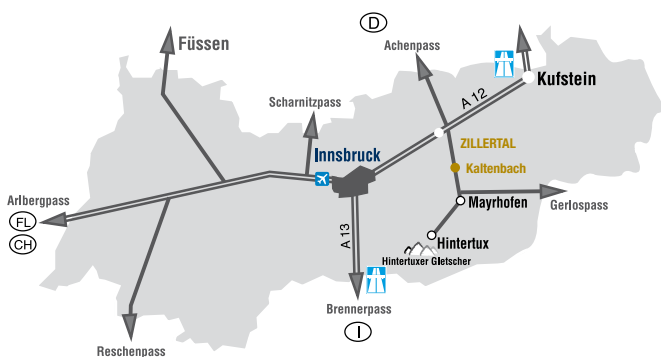 D
Füssen
Achenpass
Kufstein
Scharnitzpass
A 12
Innsbruck
ZILLERTAL
Kaltenbach
Arlbergpass
Mayrhofen
Gerlospass
FL
CH
A 13
Hintertux
Hintertuxer Gletscher
Brennerpass
I
Reschenpass